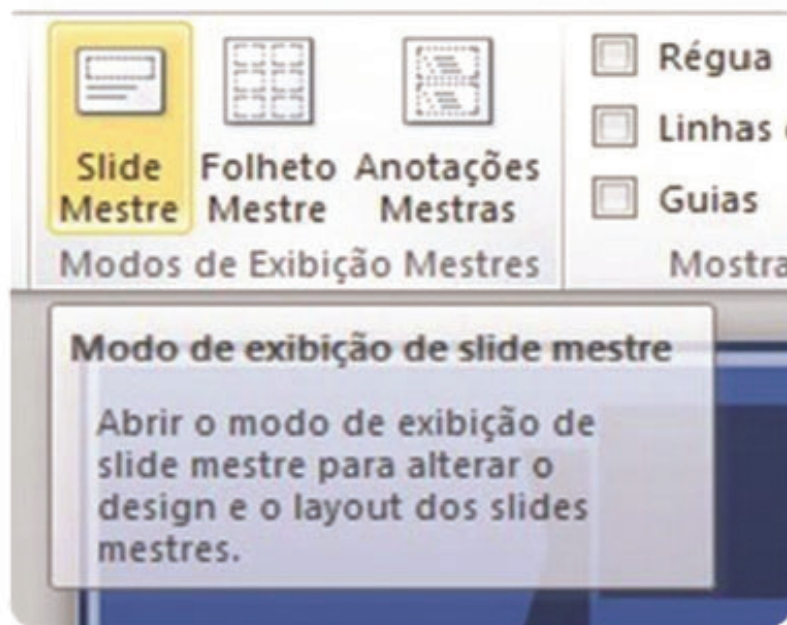 Slide Mestre
Folheto Mestre
Anotações Mestras
Modos de Exibição Mestres
Régua
Linhas
Guias
Mostra
Modo de exibição de slide mestre
Abrir o modo de exibição de
slide mestre para alterar o
design e o layout dos slides
mestres.